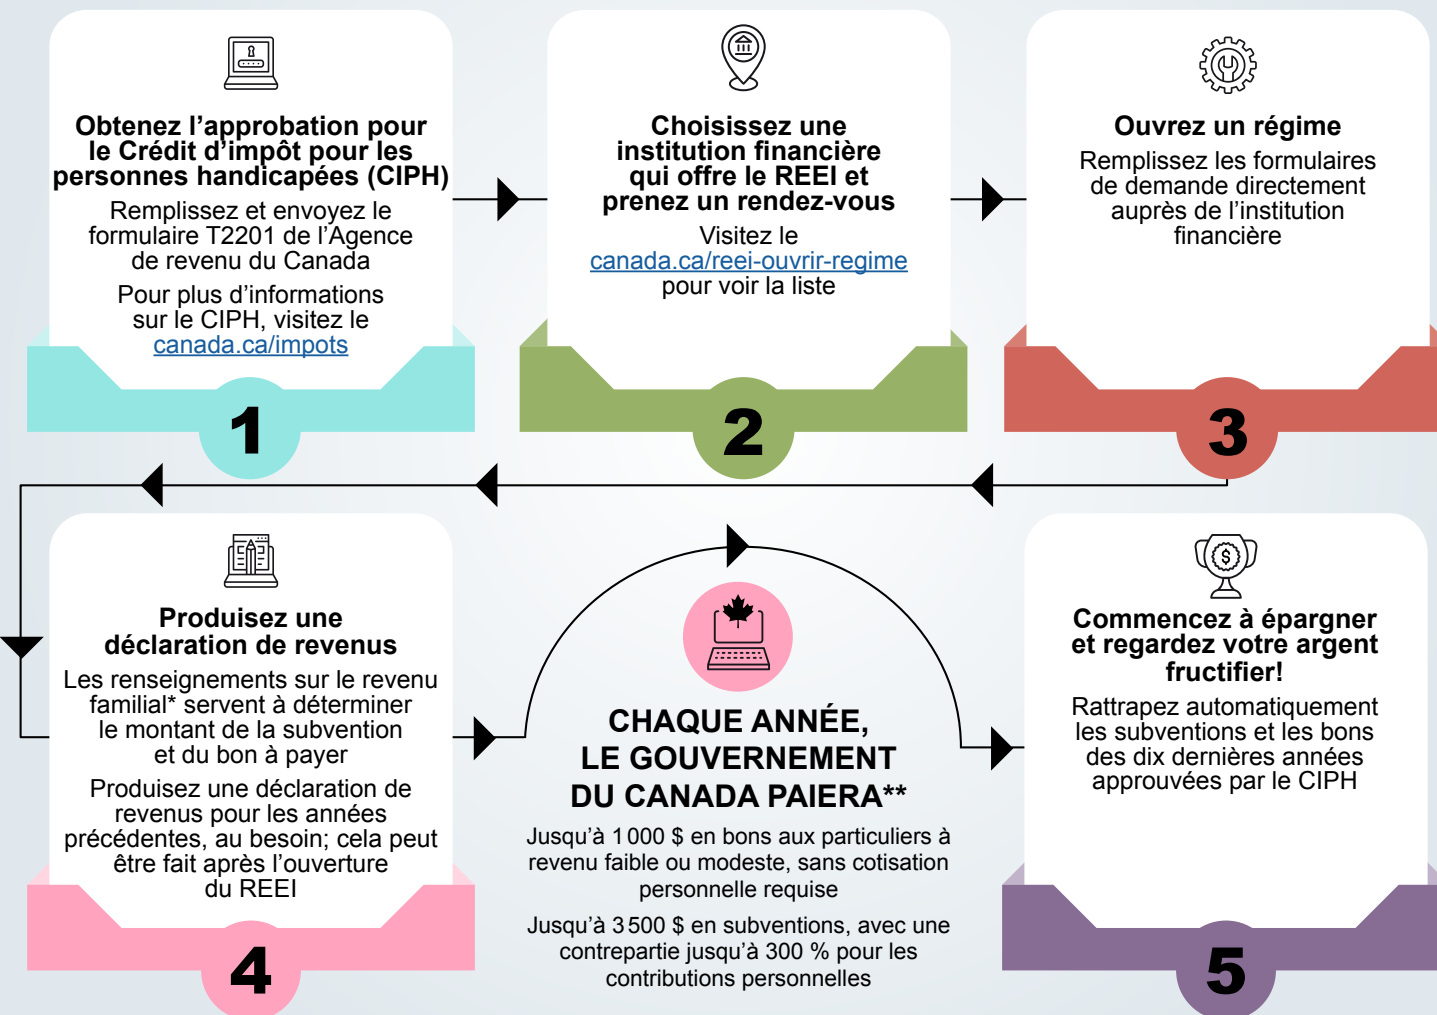 Obtenez l'approbation pour
le Crédit d'impôt pour les
personnes handicapées (CIPH)
Remplissez et envoyez le
formulaire T2201 de l'Agence
de revenu du Canada
Pour plus d'informations
sur le CIPH, visitez le
canada.ca/impots
1
Choisissez une
institution financière
qui offre le REEI et
prenez un rendez-vous
Visitez le
canada.ca/reei-ouvrir-regime
pour voir la liste
2
Ouvrez un régime
Remplissez les formulaires
de demande directement
auprès de l'institution
financière
3
Produisez une
déclaration de revenus
Les renseignements sur le revenu
familial* servent à déterminer
le montant de la subvention
et du bon à payer
Produisez une déclaration de
revenus pour les années
précédentes, au besoin; cela peut
être fait après l'ouverture
du REEI
4
CHAQUE ANNÉE,
LE GOUVERNEMENT
DU CANADA PAIERA**
Jusqu'à 1 000 $ en bons aux particuliers à
revenu faible ou modeste, sans cotisation
personnelle requise
Jusqu'à 3 500 $ en subventions, avec une
contrepartie jusqu'à 300 % pour les
contributions personnelles
$
Commencez à épargner
et regardez votre argent
fructifier!
Rattrapez automatiquement
les subventions et les bons
des dix dernières années
approuvées par le CIPH
5